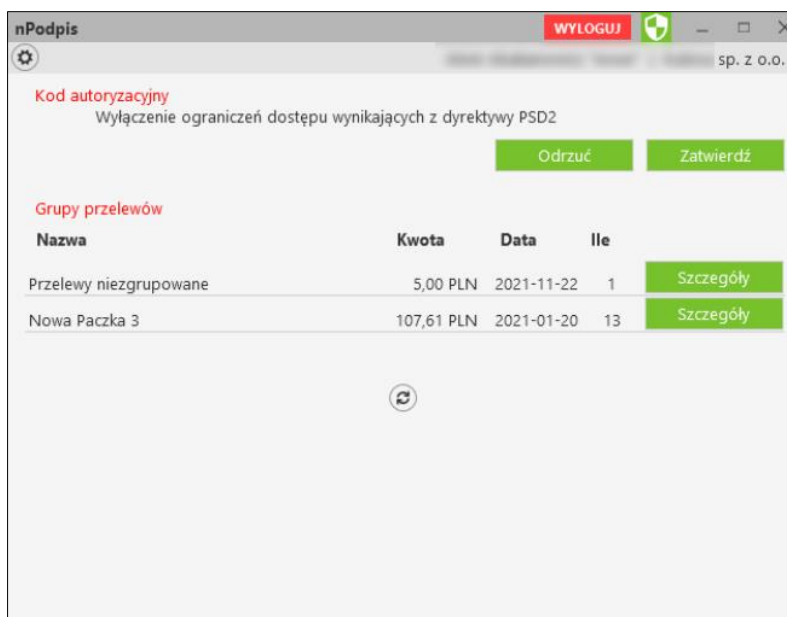 nPodpis WYLOGUJ
sp. z o.o.
Kod autoryzacyjny
Wyłączenie ograniczeń dostępu wynikających z dyrektywy PSD2
Odrzuć Zatwierdź
Grupy przelewów
Nazwa Kwota Data Ile
Przelewy niezgrupowane 5,00 PLN 2021-11-22 1 Szczegóły
Nowa Paczka 3 107,61 PLN 2021-01-20 13 Szczegóły